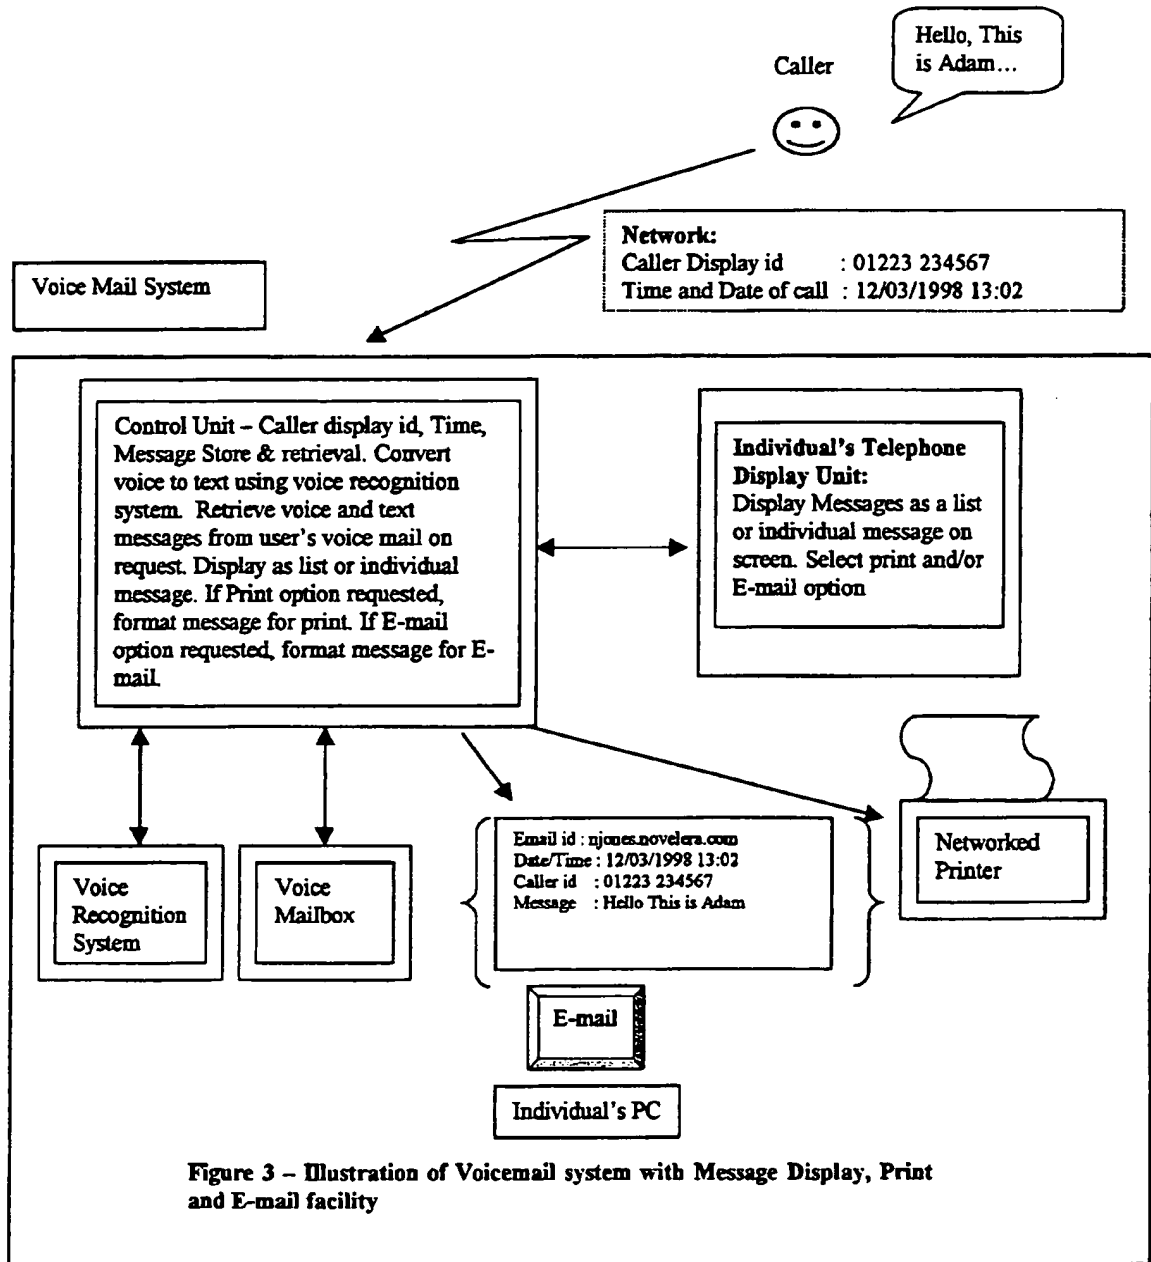 Hello, This
is Adam...
Caller
Network:
Caller Display id : 01223 234567
Time and Date of call : 12/03/1998 13:02
Voice Mail System
Control Unit – Caller display id, Time,
Message Store & retrieval. Convert
voice to text using voice recognition
system. Retrieve voice and text
messages from user's voice mail on
request. Display as list or individual
message. If Print option requested,
format message for print. If E-mail
option requested, format message for E-
mail.
Individual's Telephone
Display Unit:
Display Messages as a list
or individual message on
screen. Select print and/or
E-mail option
Voice
Recognition
System
Voice
Mailbox
Email id : njones.novelera.com
Date/Time : 12/03/1998 13:02
Caller id : 01223 234567
Message : Hello This is Adam
Networked
Printer
E-mail
Individual's PC
Figure 3 – Illustration of Voicemail system with Message Display, Print
and E-mail facility